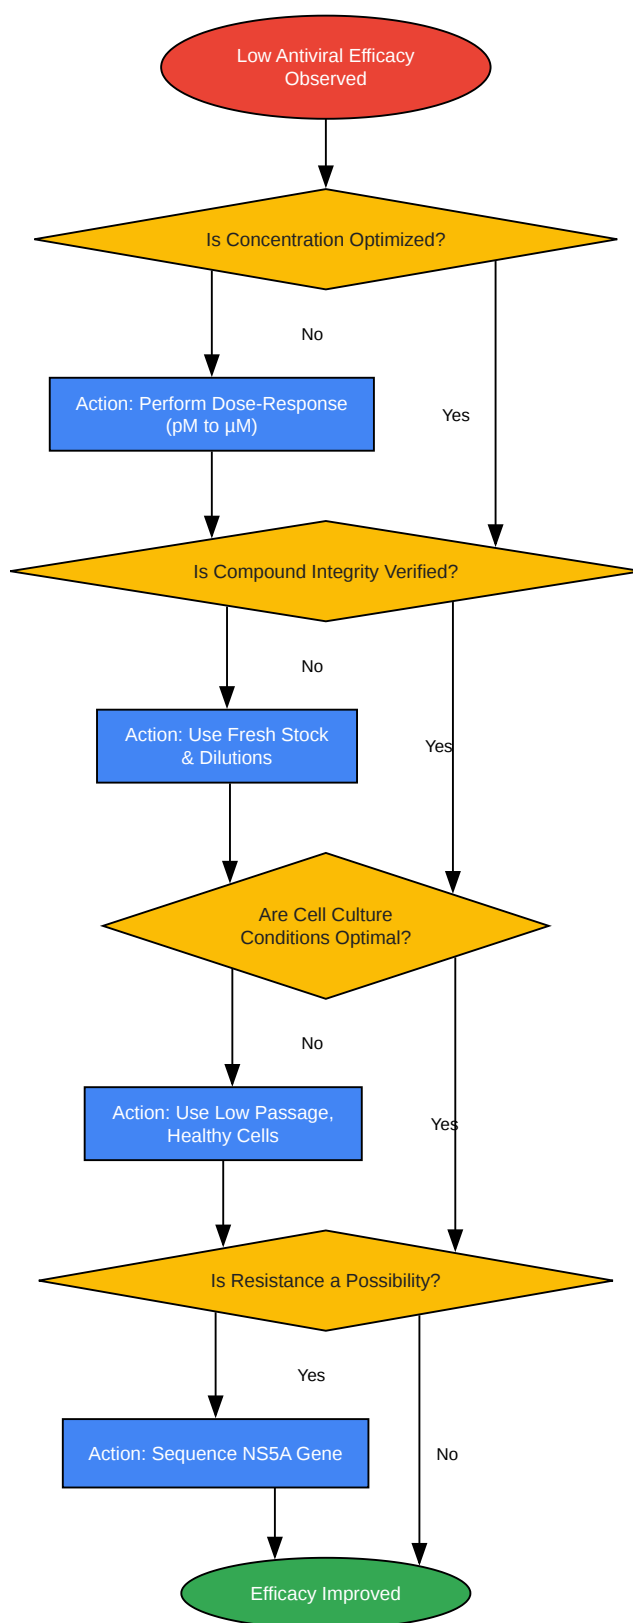 Low Antiviral Efficacy
Observed
Is Concentration Optimized?
No
Action: Perform Dose-Response
(pM to µM)
Yes
Is Compound Integrity Verified?
No
Action: Use Fresh Stock
& Dilutions
Yes
Are Cell Culture
Conditions Optimal?
No
Action: Use Low Passage,
Healthy Cells
Yes
Is Resistance a Possibility?
Yes
Action: Sequence NS5A Gene
No
Efficacy Improved